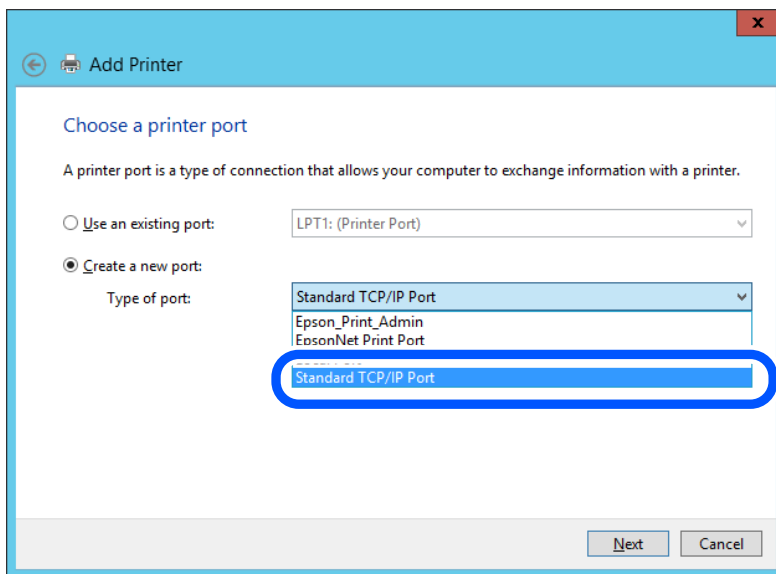 x
Add Printer
Choose a printer port
A printer port is a type of connection that allows your computer to exchange information with a printer.
Use an existing port: LPT1: (Printer Port)
Create a new port:
Type of port: Standard TCP/IP Port
Epson_Print_Admin
EpsonNet Print Port
Standard TCP/IP Port
Next Cancel